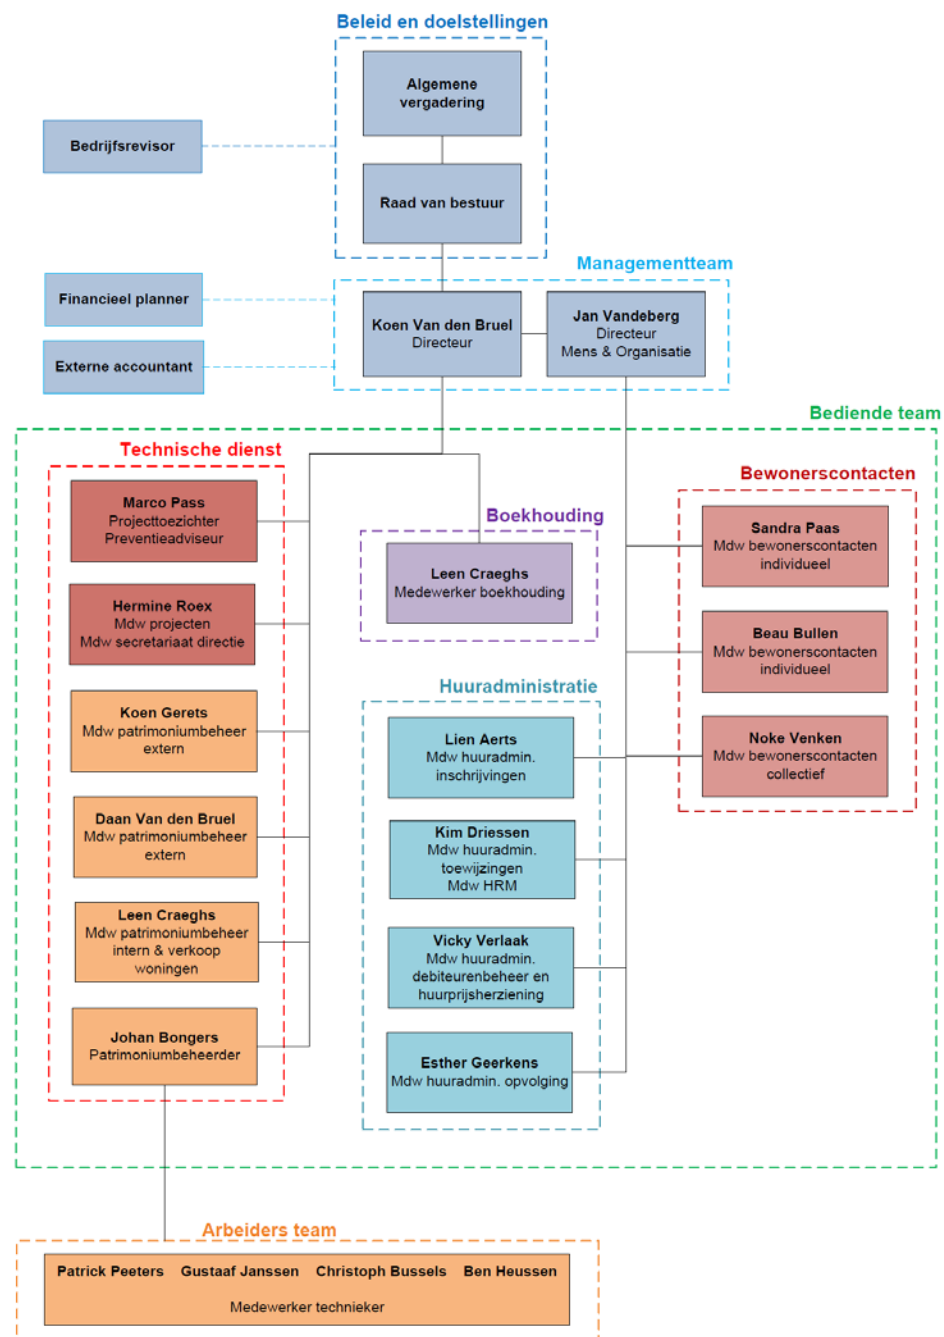 Beleid en doelstellingen
Algemene
vergadering
Bedrijfsrevisor
Raad van bestuur
Managementteam
Financieel planner
Koen Van den Bruel
Directeur
Jan Vandeberg
Directeur
Mens & Organisatie
Externe accountant
Bediende team
Technische dienst
Marco Pass
Projecttoezichter
Preventieadviseur
Hermine Roex
Mdw projecten
Mdw secretariaat directie
Koen Gerets
Mdw patrimoniumbeheer
extern
Daan Van den Bruel
Mdw patrimoniumbeheer
extern
Leen Craeghs
Mdw patrimoniumbeheer
intern & verkoop
woningen
Johan Bongers
Patrimoniumbeheerder
Boekhouding
Leen Craeghs
Medewerker boekhouding
Huuradministratie
Lien Aerts
Mdw huuradmin.
inschrijvingen
Kim Driessen
Mdw huuradmin.
toewijzingen
Mdw HRM
Vicky Verlaak
Mdw huuradmin.
debiteurenbeheer en
huurprijsherziening
Esther Geerkens
Mdw huuradmin. opvolging
Bewonerscontacten
Sandra Paas
Mdw bewonerscontacten
individueel
Beau Bullen
Mdw bewonerscontacten
individueel
Noke Venken
Mdw bewonerscontacten
collectief
Arbeiders team
Patrick Peeters Gustaaf Janssen Christoph Bussels Ben Heussen
Medewerker technieker